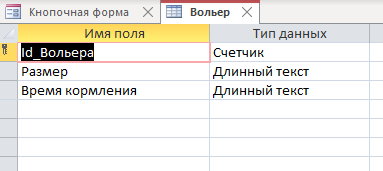 Кнопочная форма Вольер
Имя поля Тип данных
Id_Вольера Счетчик
Размер Длинный текст
Время кормления Длинный текст